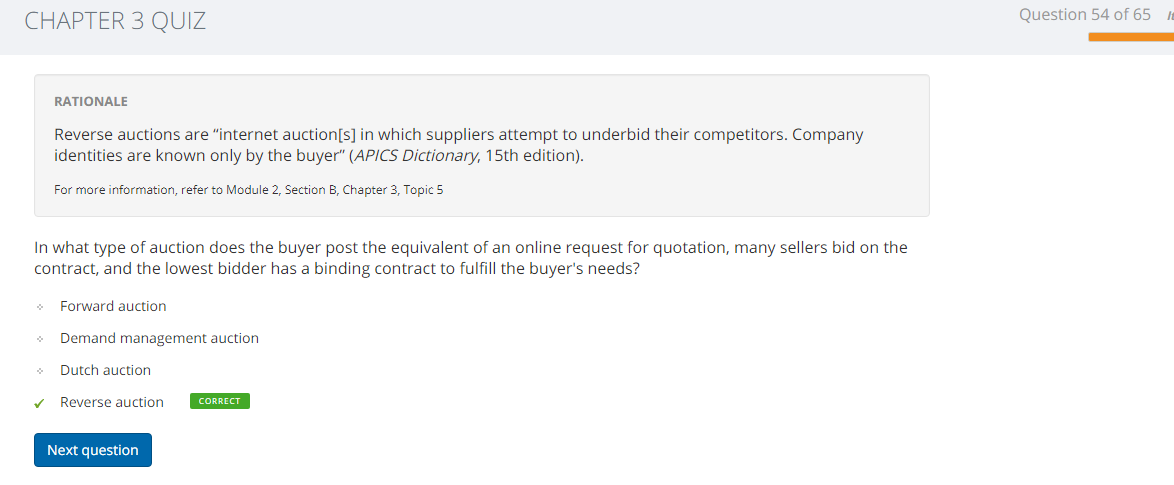 CHAPTER 3 QUIZ
Question 54 of 65
RATIONALE
Reverse auctions are “internet auction[s] in which suppliers attempt to underbid their competitors. Company
identities are known only by the buyer” (APICS Dictionary, 15th edition).
For more information, refer to Module 2, Section B, Chapter 3, Topic 5
In what type of auction does the buyer post the equivalent of an online request for quotation, many sellers bid on the
contract, and the lowest bidder has a binding contract to fulfill the buyer's needs?
Forward auction
Demand management auction
Dutch auction
Reverse auction CORRECT
Next question